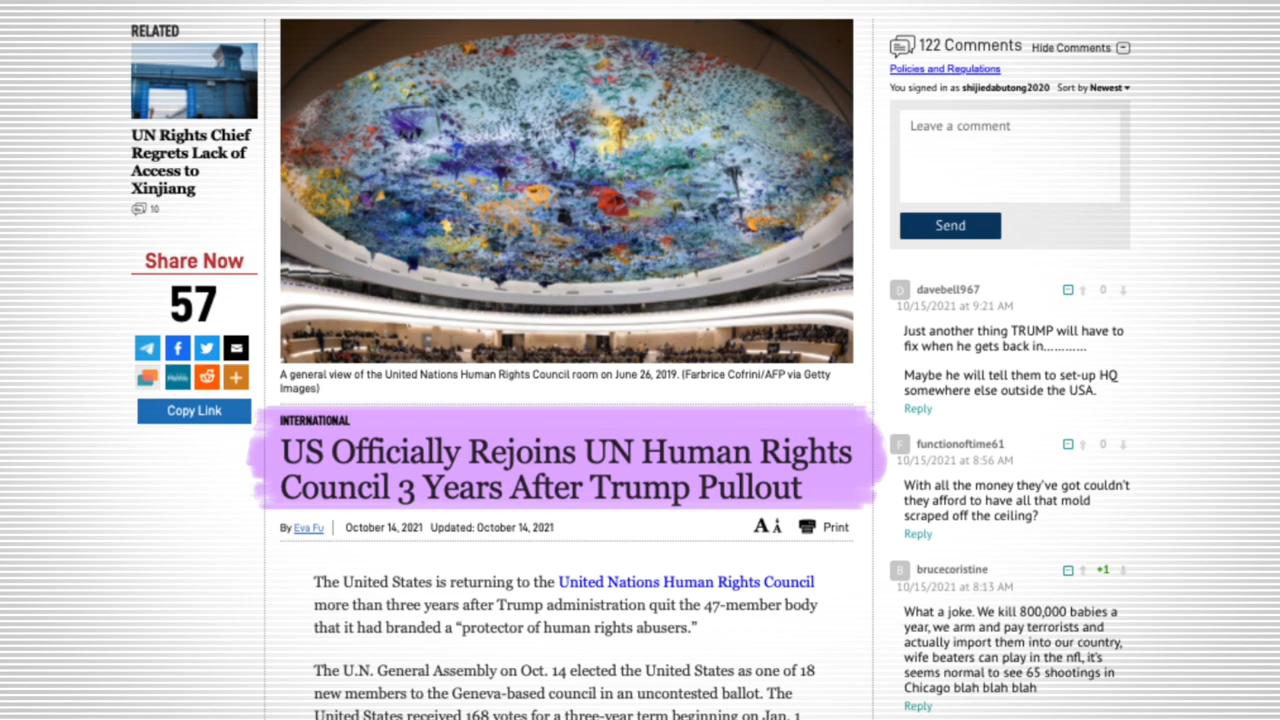 RELATED
UN Rights Chief
Regrets Lack of
Access to
Xinjiang
10
Share Now
57
Copy Link
A general view of the United Nations Human Rights Council room on June 26, 2019. (Farbrice Cofrini/AFP via Getty
Images)
INTERNATIONAL
US Officially Rejoins UN Human Rights
Council 3 Years After Trump Pullout
By Eva Fu
October 14, 2021 Updated: October 14, 2021
A A
Print
The United States is returning to the United Nations Human Rights Council
more than three years after Trump administration quit the 47-member body
that it had branded a “protector of human rights abusers.”
The U.N. General Assembly on Oct. 14 elected the United States as one of 18
new members to the Geneva-based council in an uncontested ballot. The
United States received 168 votes for a three-year term beginning on Jan. 1
122 Comments
Hide Comments
Policies and Regulations
You signed in as shijiedabutong2020 Sort by Newest
Leave a comment
Send
D
davebell967
0
10/15/2021 at 9:21 AM
Just another thing TRUMP will have to
fix when he gets back in............
Maybe he will tell them to set-up HQ
somewhere else outside the USA.
Reply
F
functionoftime61
0
10/15/2021 at 8:56 AM
With all the money they've got couldn't
they afford to have all that mold
scraped off the ceiling?
Reply
B
brucecoristine
+1
10/15/2021 at 8:13 AM
What a joke. We kill 800,000 babies a
year, we arm and pay terrorists and
actually import them into our country,
wife beaters can play in the nfl, it's
seems normal to see 65 shootings in
Chicago blah blah blah
Reply